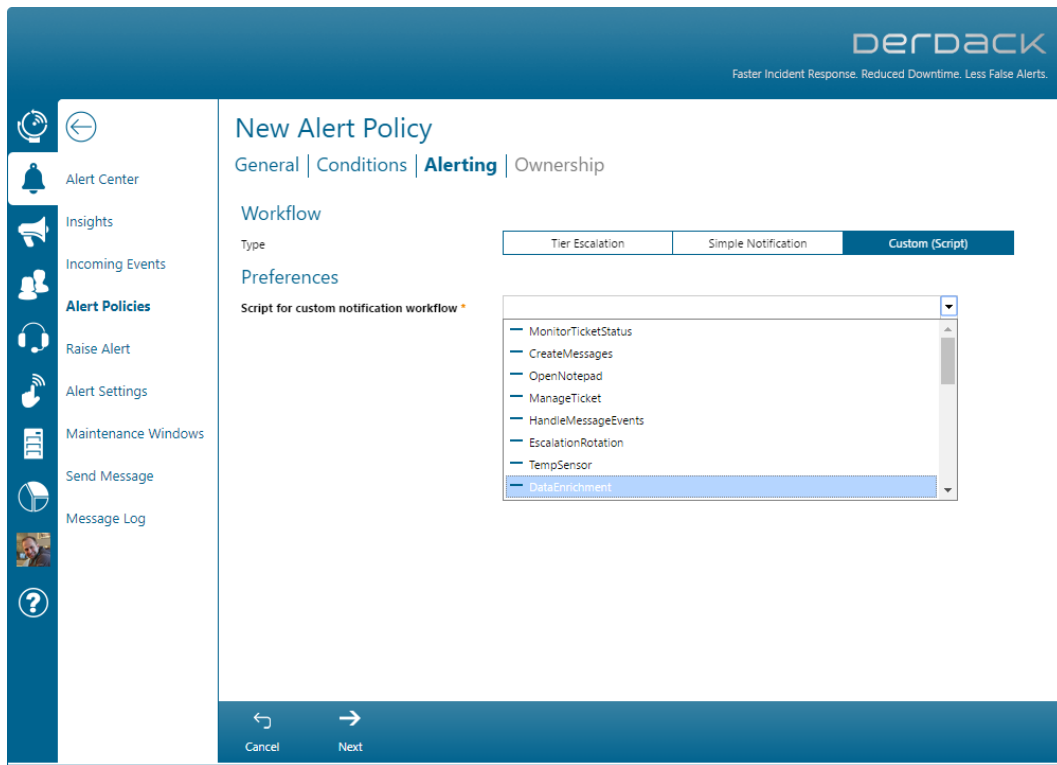 DERDACK
Faster Incident Response. Reduced Downtime. Less False Alerts.
Alert Center
Insights
Incoming Events
Alert Policies
Raise Alert
Alert Settings
Maintenance Windows
Send Message
Message Log
New Alert Policy
General | Conditions | Alerting | Ownership
Workflow
Type Tier Escalation Simple Notification Custom (Script)
Preferences
Script for custom notification workflow *
MonitorTicketStatus
CreateMessages
OpenNotepad
ManageTicket
HandleMessageEvents
EscalationRotation
TempSensor
DataEnrichment
?
Cancel Next